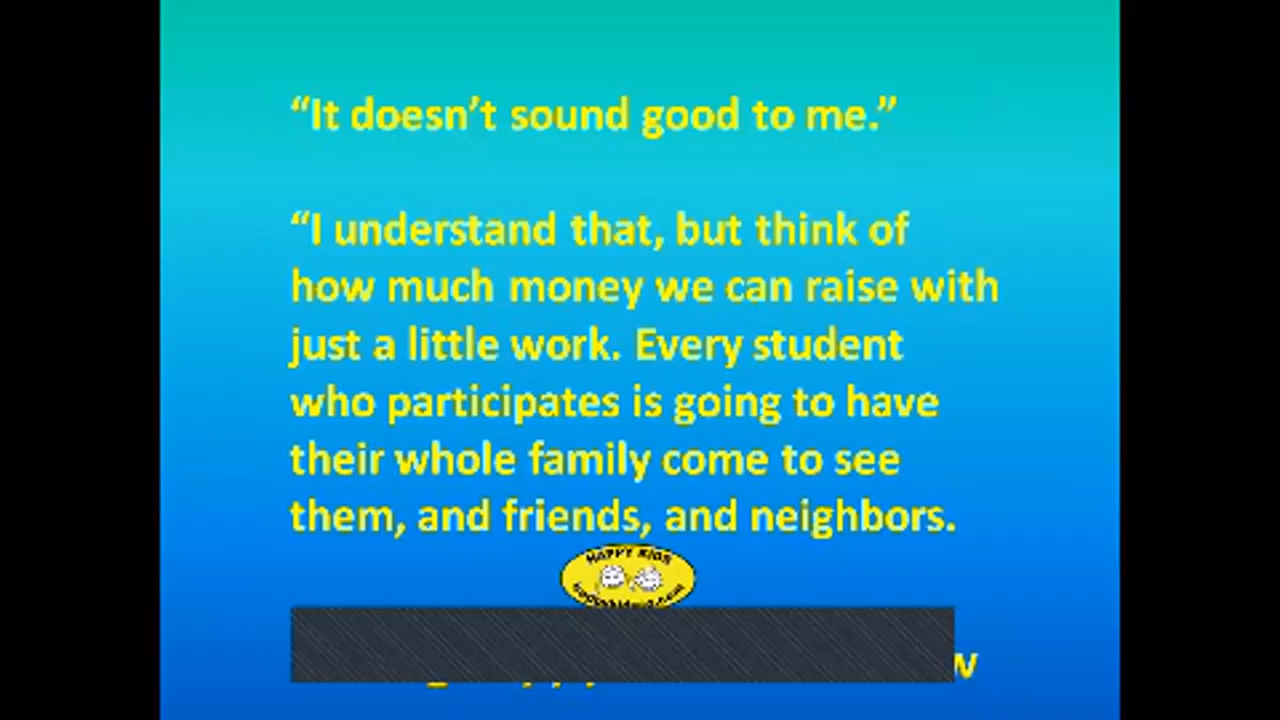 “It doesn’t sound good to me.”
“I understand that, but think of
how much money we can raise with
just a little work. Every student
who participates is going to have
their whole family come to see
them, and friends, and neighbors.
HAPPY KIDS